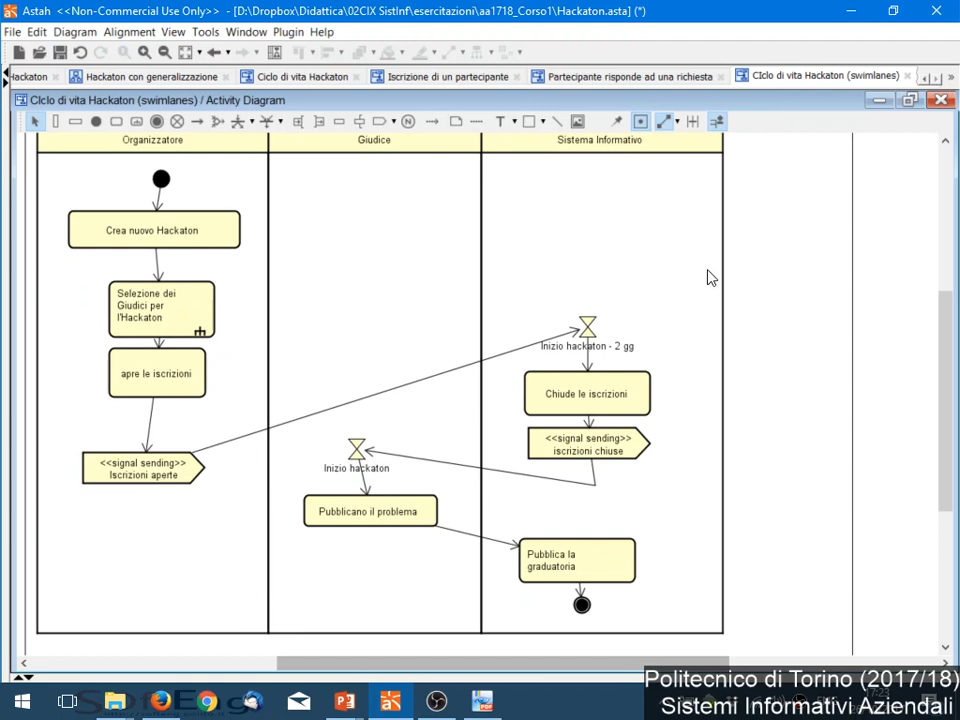 Astah <<Non-Commercial Use Only>> - [D:\Dropbox\Didattica\02CIX SistInf\esercitazioni\aa1718_Corso1\Hackaton.asta] (*)
File Edit Diagram Alignment View Tools Window Plugin Help
Hackaton Hackaton con generalizzazione Ciclo di vita Hackaton Iscrizione di un partecipante Partecipante risponde ad una richiesta CIclo di vita Hackaton (swimlanes)
CIclo di vita Hackaton (swimlanes) / Activity Diagram
Organizzatore Giudice Sistema Informativo
Crea nuovo Hackaton
Selezione dei
Giudici per
l'Hackaton
Inizio hackaton - 2 gg
apre le iscrizioni
Chiude le iscrizioni
<<signal sending>>
iscrizioni chiuse
<<signal sending>>
Iscrizioni aperte
Inizio hackaton
Pubblicano il problema
Pubblica la
graduatoria
Politecnico di Torino (2017/18)
Sistemi Informativi Aziendali